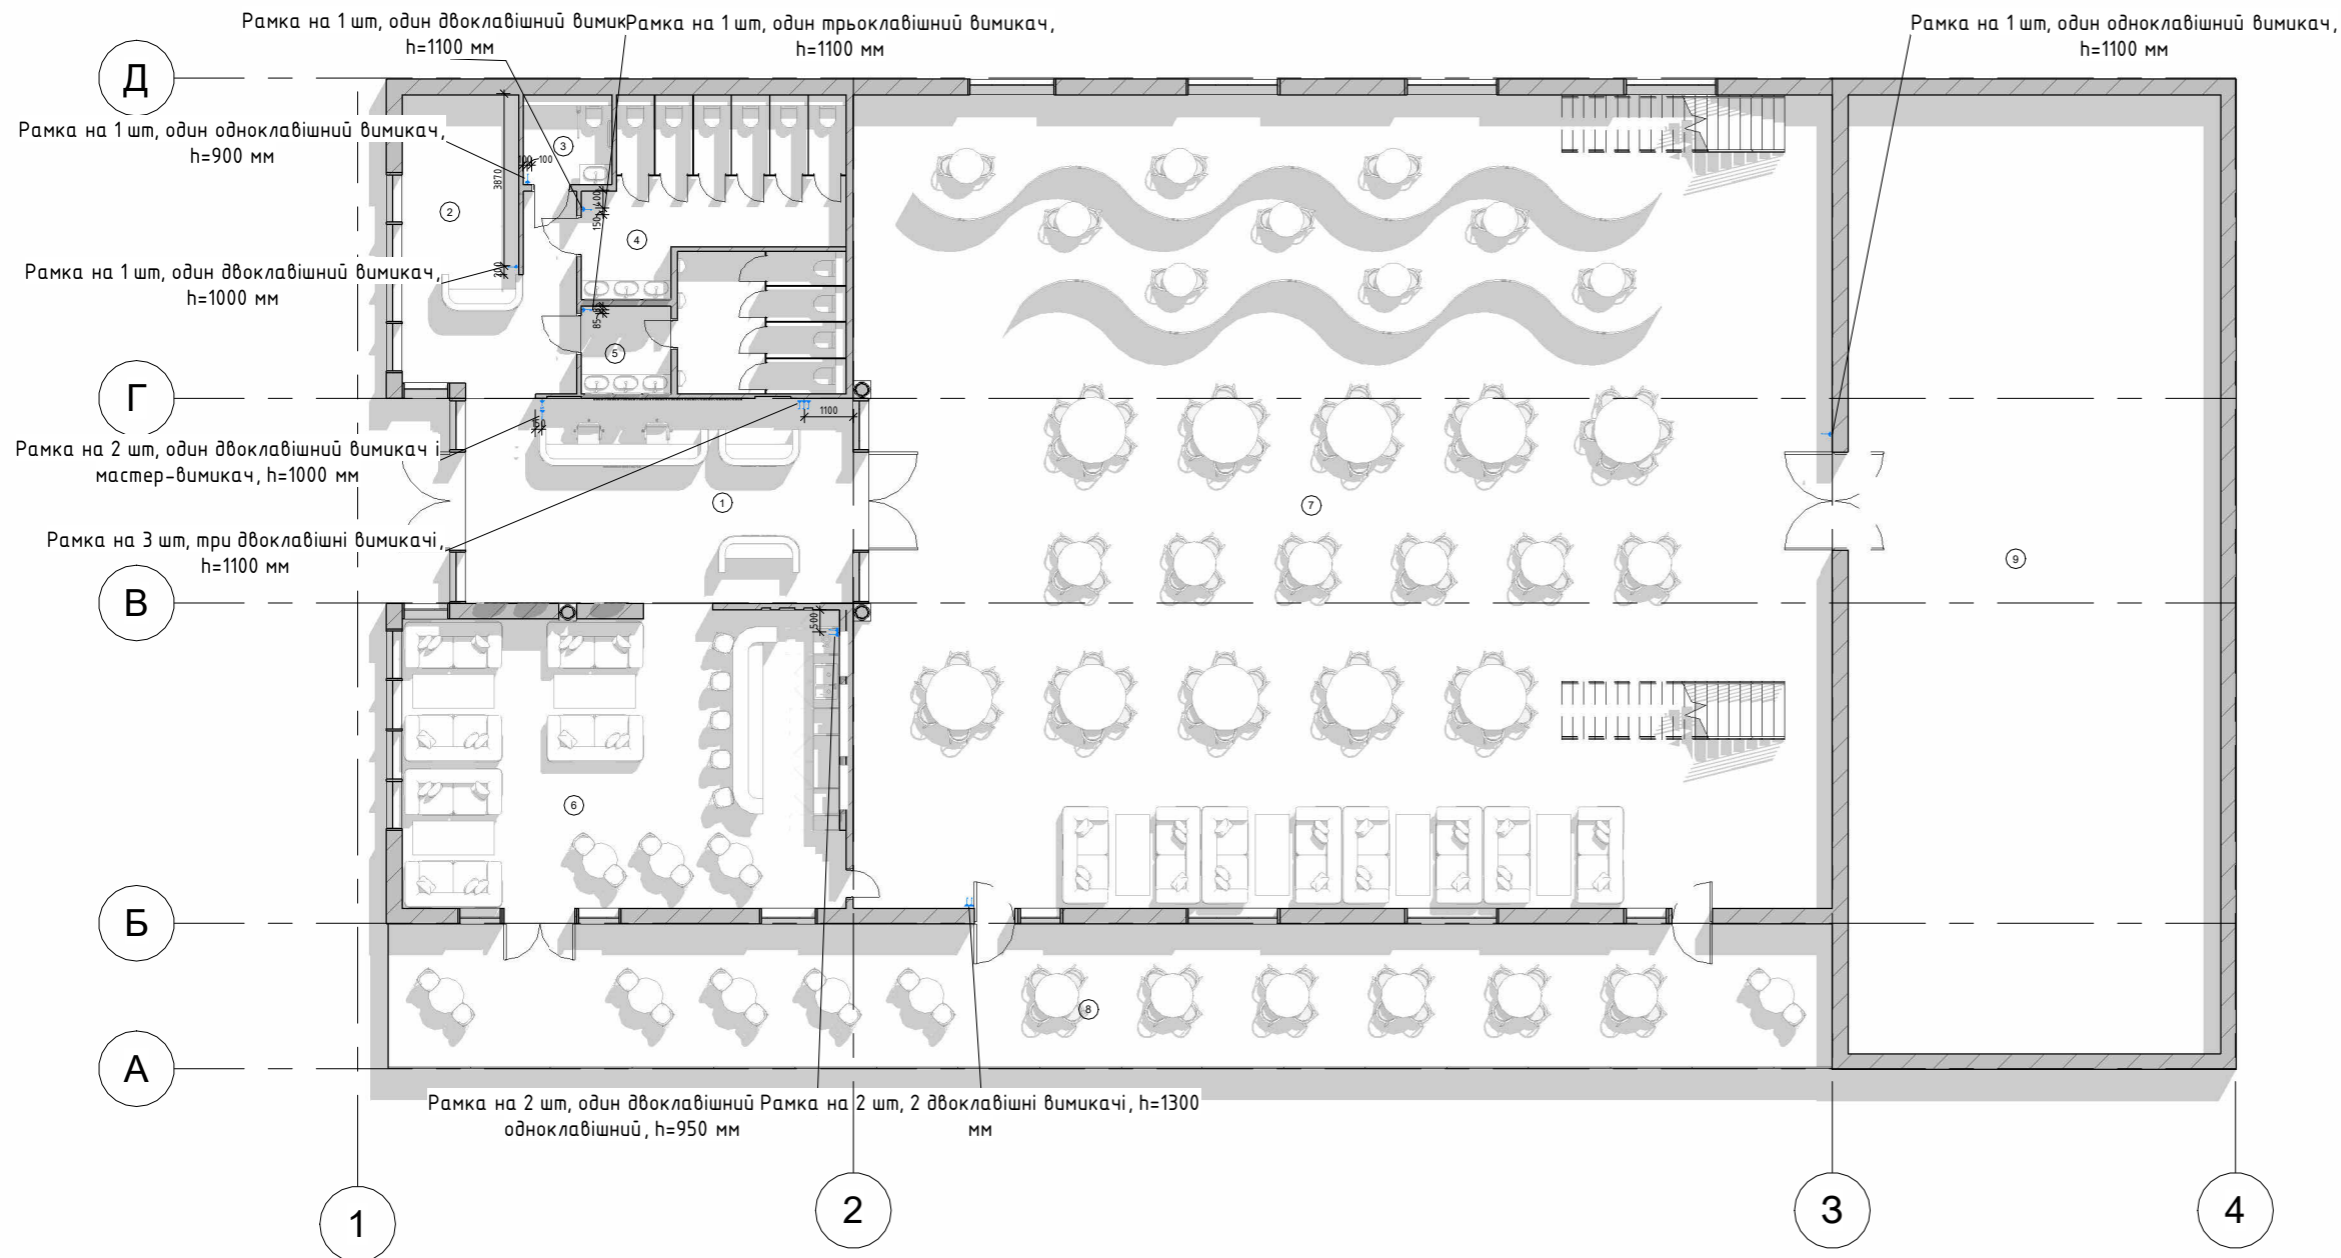 Рамка на 1 шт, один двоклавішний вимик
h=1100 мм
Рамка на 1 шт, один трьоклавішний вимикач,
h=1100 мм
Рамка на 1 шт, один одноклавішний вимикач,
h=1100 мм
Д
Рамка на 1 шт, один одноклавішний вимикач,
h=900 мм
3
100
100
3870
2
400
150
4
Рамка на 1 шт, один двоклавішний вимикач,
h=1000 мм
200
85
5
Г
1100
Рамка на 2 шт, один двоклавішний вимикач і
мастер-вимикач, h=1000 мм
1
7
Рамка на 3 шт, три двоклавішні вимикачі,
h=1100 мм
9
В
500
6
Б
8
А
Рамка на 2 шт, один двоклавішний
одноклавішний, h=950 мм
Рамка на 2 шт, 2 двоклавішні вимикачі, h=1300
мм
1
2
3
4